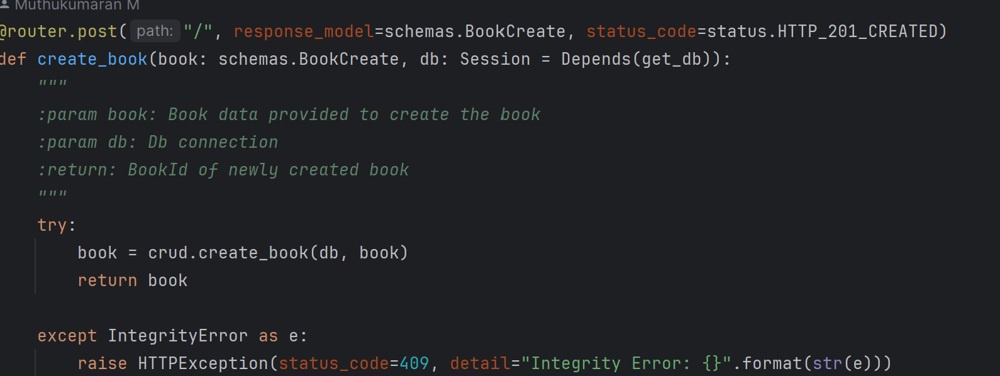 Muthukumaran M
@router.post( path: "/", response_model=schemas.BookCreate, status_code=status.HTTP_201_CREATED)
def create_book(book: schemas.BookCreate, db: Session = Depends(get_db)):
"""
:param book: Book data provided to create the book
:param db: Db connection
:return: BookId of newly created book
"""
try:
book = crud.create_book(db, book)
return book
except IntegrityError as e:
raise HTTPException(status_code=409, detail="Integrity Error: {}".format(str(e)))